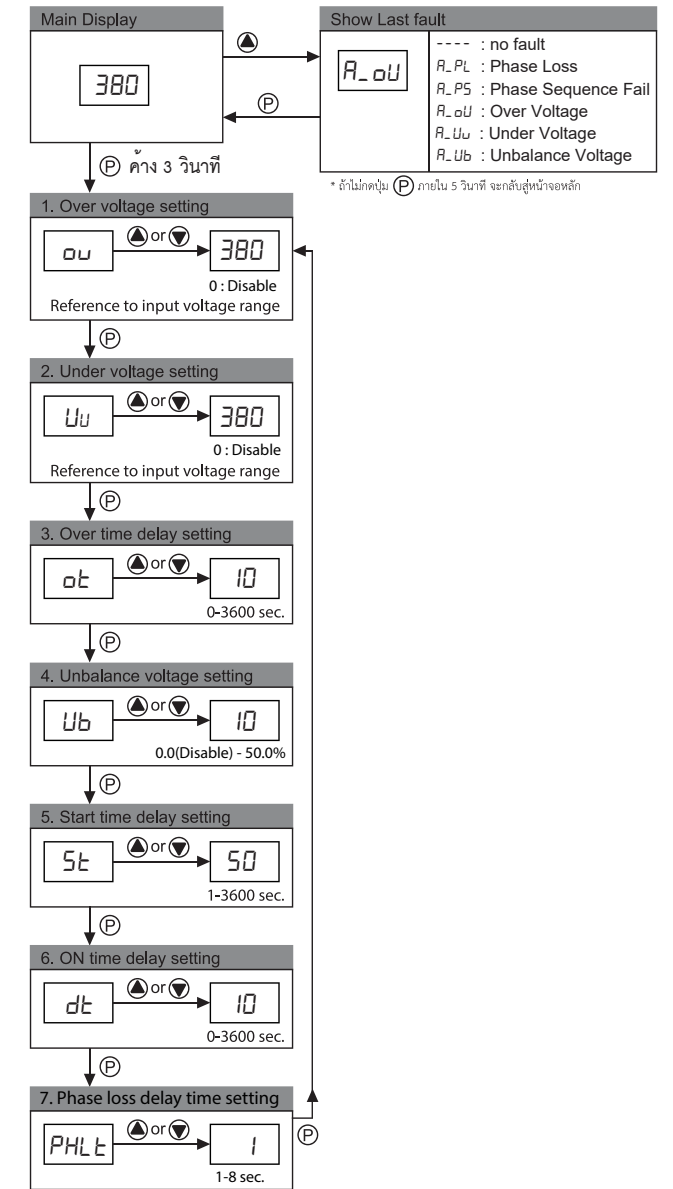 Main Display
380
Show Last fault
A_oU
---- : no fault
A_PL : Phase Loss
A_PS : Phase Sequence Fail
A_oU : Over Voltage
A_Uu : Under Voltage
A_Ub : Unbalance Voltage
P
P ค้าง 3 วินาที
* ถ้าไม่กดปุ่ม P ภายใน 5 วินาที จะกลับสู่หน้าจอหลัก
1. Over voltage setting
ou
or
380
0 : Disable
Reference to input voltage range
P
2. Under voltage setting
Uu
or
380
0 : Disable
Reference to input voltage range
P
3. Over time delay setting
ot
or
10
0-3600 sec.
P
4. Unbalance voltage setting
Ub
or
10
0.0(Disable) - 50.0%
P
5. Start time delay setting
St
or
50
1-3600 sec.
P
6. ON time delay setting
dt
or
10
0-3600 sec.
P
7. Phase loss delay time setting
PHLt
or
1
1-8 sec.
P